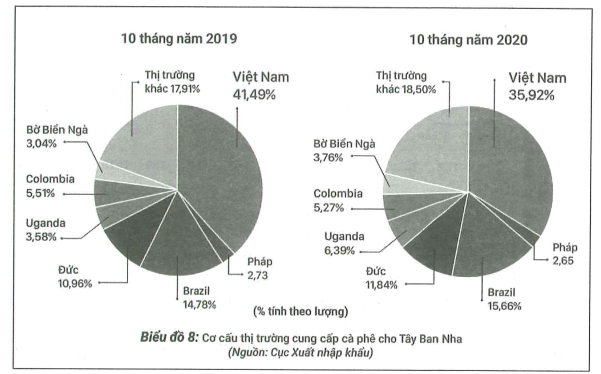 10 tháng năm 2019
Thị trường
khác 17,91%
Việt Nam
41,49%
Bờ Biển Ngà
3,04%
Colombia
5,51%
Uganda
3,58%
Đức
10,96%
Brazil
14,78%
Pháp
2,73
10 tháng năm 2020
Thị trường
khác 18,50%
Việt Nam
35,92%
Bờ Biển Ngà
3,76%
Colombia
5,27%
Uganda
6,39%
Đức
11,84%
Brazil
15,66%
Pháp
2,65
(% tính theo lượng)
Biểu đồ 8: Cơ cấu thị trường cung cấp cà phê cho Tây Ban Nha
(Nguồn: Cục Xuất nhập khẩu)